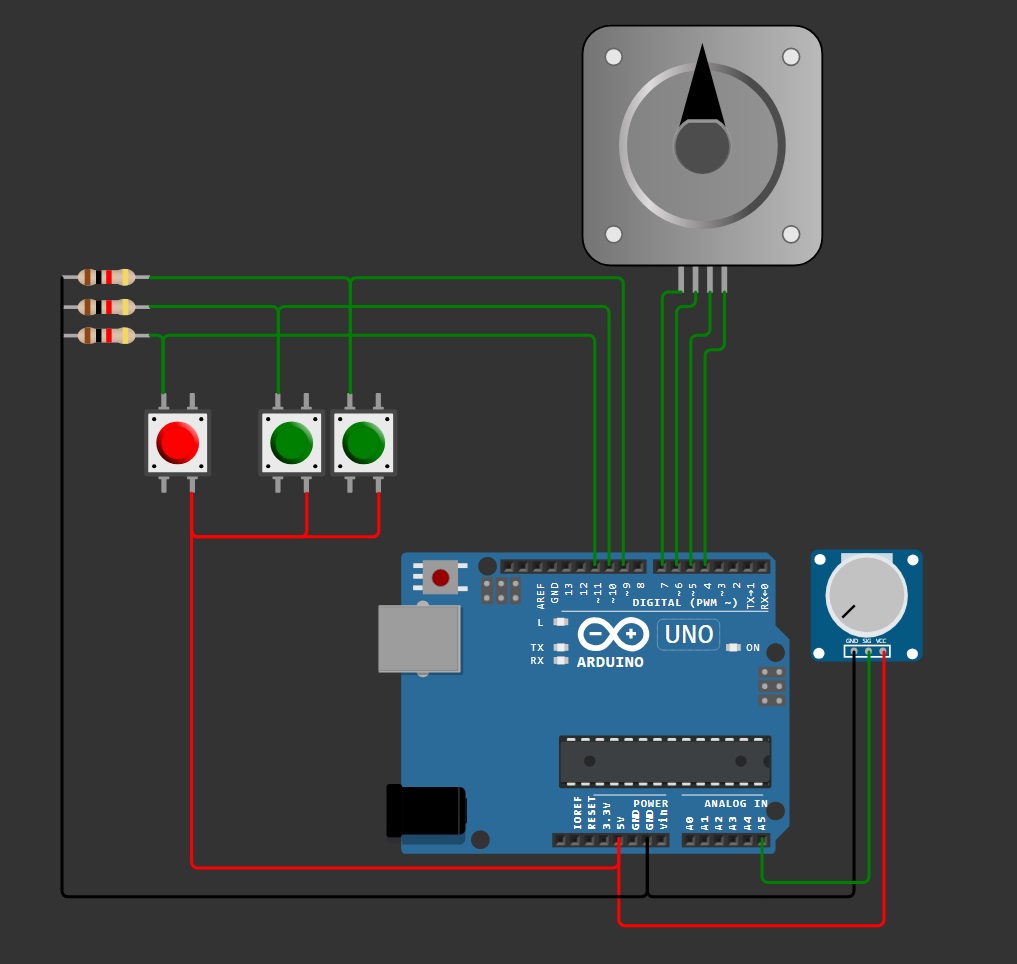 AREF
GND
13
12
~11
~10
~9
8
7
~6
~5
4
~3
2
TX→1
RX←0
DIGITAL (PWM ~)
L
TX
RX
ARDUINO
UNO
ON
GND SIG VCC
POWER
ANALOG IN
IOREF
RESET
3.3V
5V
GND
GND
Vin
A0
A1
A2
A3
A4
A5